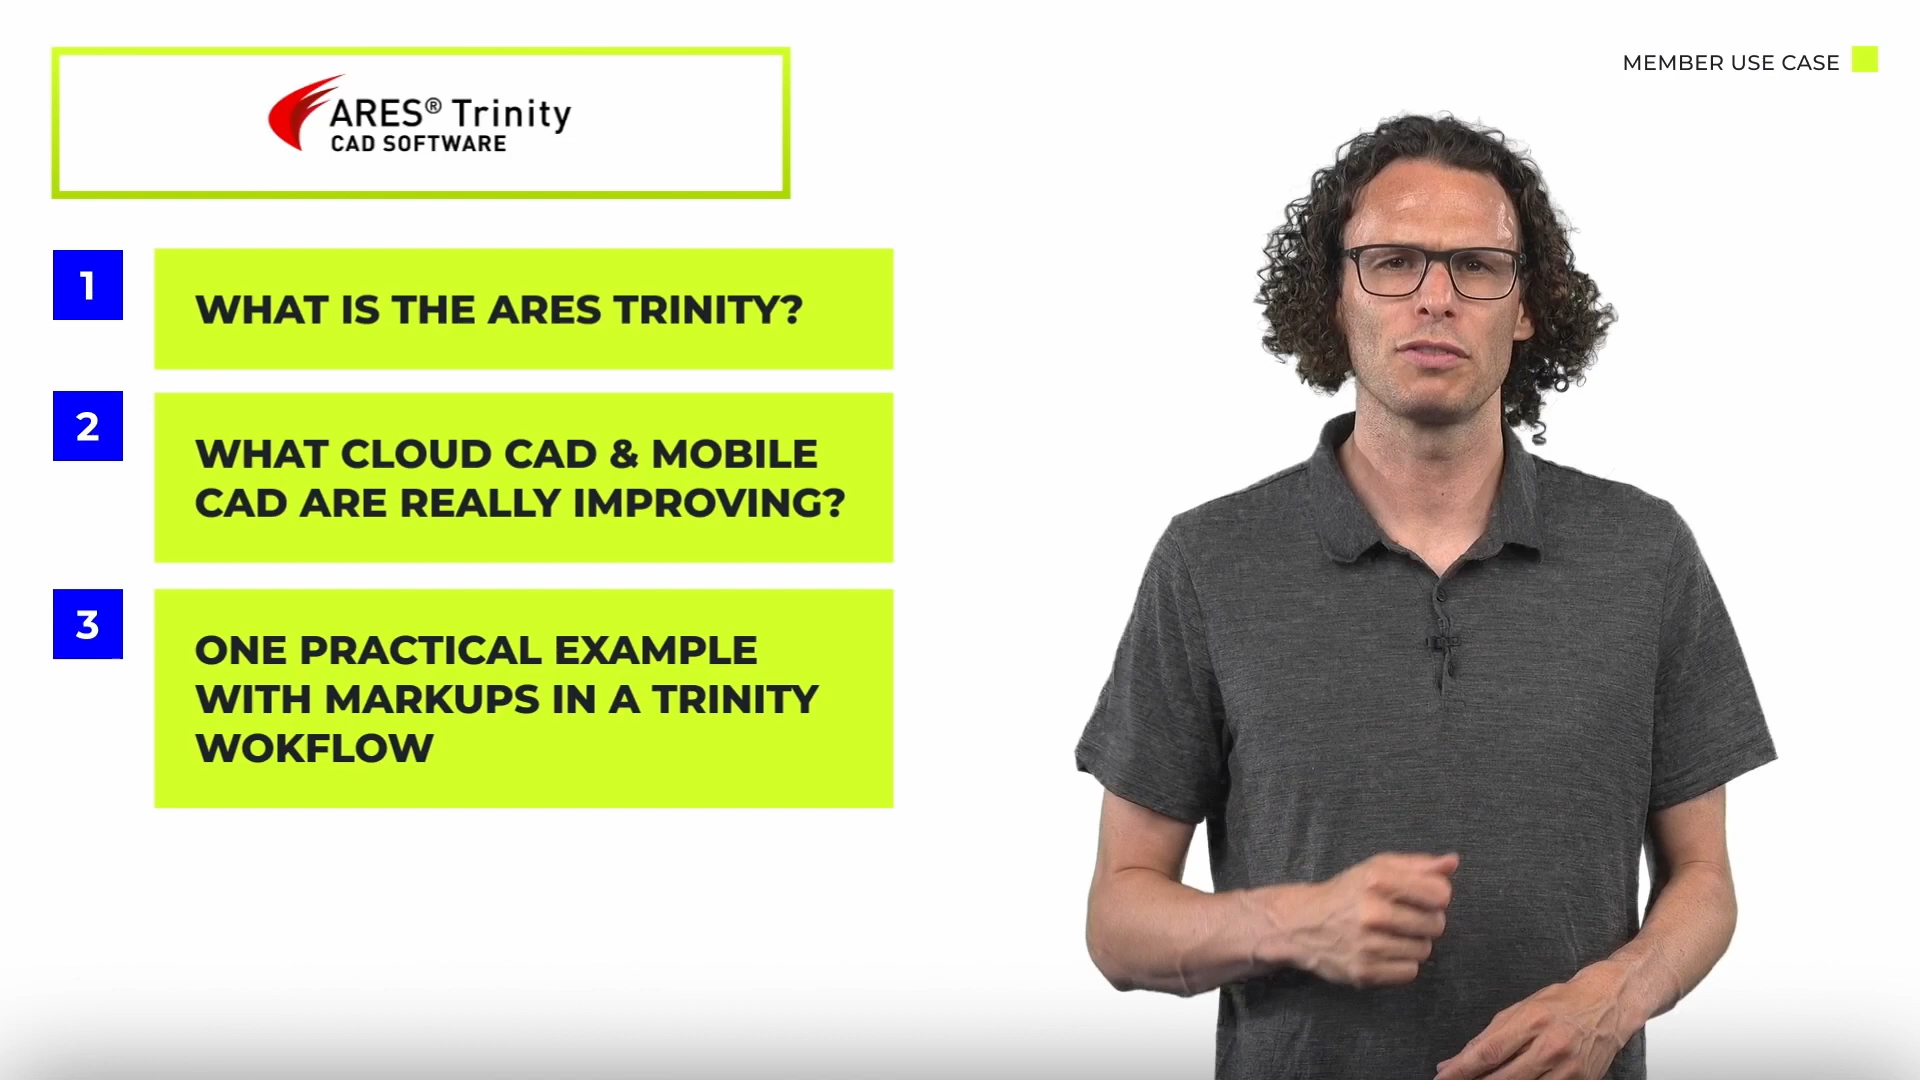 ARES® Trinity
CAD SOFTWARE
MEMBER USE CASE
1
WHAT IS THE ARES TRINITY?
2
WHAT CLOUD CAD & MOBILE
CAD ARE REALLY IMPROVING?
3
ONE PRACTICAL EXAMPLE
WITH MARKUPS IN A TRINITY
WOKFLOW